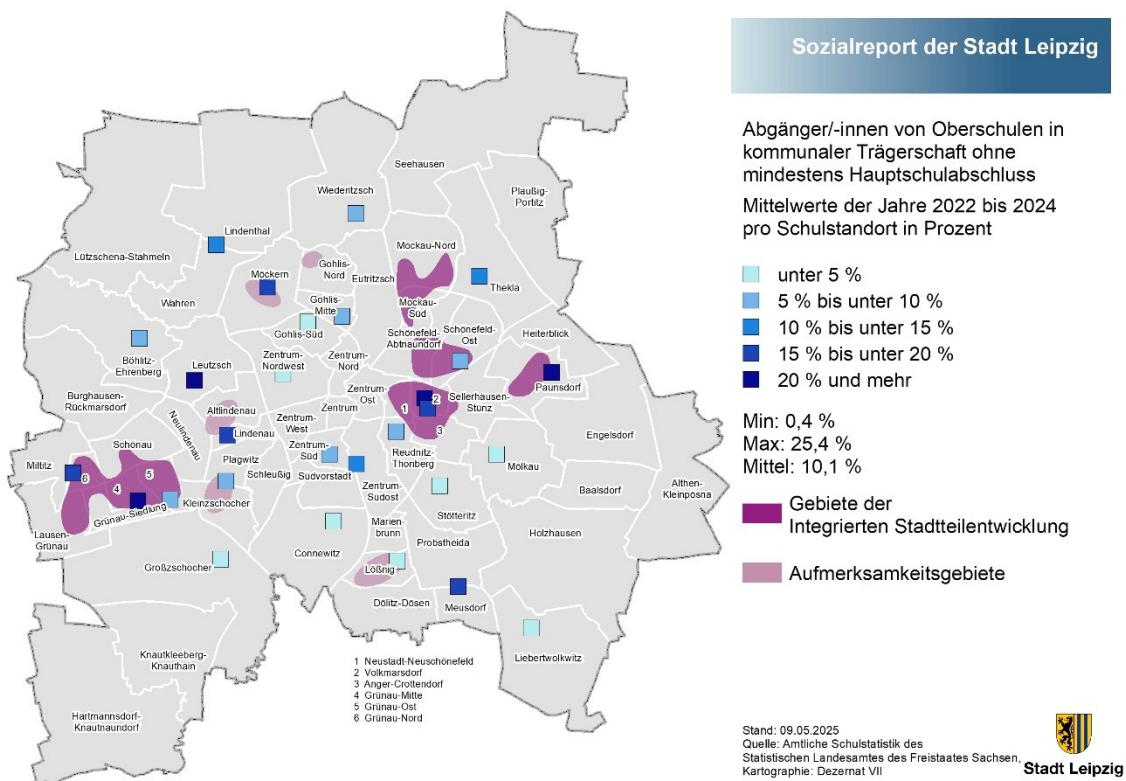 Sozialreport der Stadt Leipzig
Abgänger/-innen von Oberschulen in
kommunaler Trägerschaft ohne
mindestens Hauptschulabschluss
Mittelwerte der Jahre 2022 bis 2024
pro Schulstandort in Prozent
unter 5 %
5 % bis unter 10 %
10 % bis unter 15 %
15 % bis unter 20 %
20 % und mehr
Min: 0,4 %
Max: 25,4 %
Mittel: 10,1 %
Gebiete der
Integrierten Stadtteilentwicklung
Aufmerksamkeitsgebiete
Seehausen
Wiederitzsch
Plaußig-
Portitz
Lindenthal
Mockau-Nord
Lützschena-Stahmeln
Gohlis-
Nord
Eutritzsch
Möckern
Thekla
Wahren
Gohlis-
Mitte
Mockau-
Süd
Gohlis-Süd
Schönefeld-
Abtnaundorf
Schönefeld-
Ost
Heiterblick
Böhlitz-
Ehrenberg
Leutzsch
Zentrum-
Nordwest
Zentrum-
Nord
Paunsdorf
Burghausen-
Rückmarsdorf
Altlindenau
Neulindenau
Zentrum-
Ost
Zentrum
Zentrum-
West
1
2
3
Sellerhausen-
Stünz
Engelsdorf
Schönau
Lindenau
Zentrum-
Süd
Reudnitz-
Thonberg
Miltitz
6
5
4
Plagwitz
Schleußig
Südvorstadt
Molkau
Baalsdorf
Althen-
Kleinposna
Zentrum-
Südost
Kleinzschocher
Grünau-Siedlung
Lausen-
Grünau
Stötteritz
Marien-
brunn
Probstheida
Holzhausen
Connewitz
Großzschocher
Lößnig
Dölitz-Dösen
Meusdorf
Liebertwolkwitz
Knautkleeberg-
Knauthain
Hartmannsdorf-
Knautnaundorf
1 Neustadt-Neuschönefeld
2 Volkmarsdorf
3 Anger-Crottendorf
4 Grünau-Mitte
5 Grünau-Ost
6 Grünau-Nord
Stand: 09.05.2025
Quelle: Amtliche Schulstatistik des
Statistischen Landesamtes des Freistaates Sachsen,
Kartographie: Dezernat VII
Stadt Leipzig